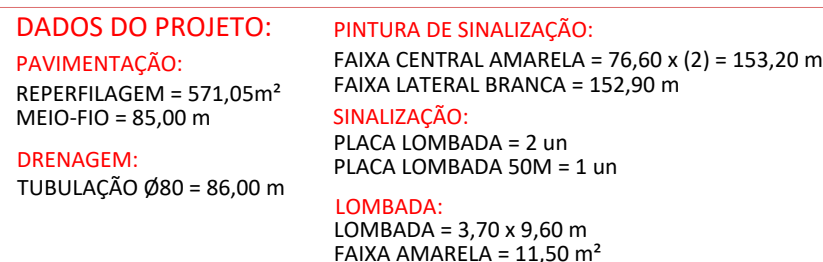 DADOS DO PROJETO:
PAVIMENTAÇÃO:
REPERFILAGEM = 571,05m²
MEIO-FIO = 85,00 m
DRENAGEM:
TUBULAÇÃO Ø80 = 86,00 m
PINTURA DE SINALIZAÇÃO:
FAIXA CENTRAL AMARELA = 76,60 x (2) = 153,20 m
FAIXA LATERAL BRANCA = 152,90 m
SINALIZAÇÃO:
PLACA LOMBADA = 2 un
PLACA LOMBADA 50M = 1 un
LOMBADA:
LOMBADA = 3,70 x 9,60 m
FAIXA AMARELA = 11,50 m²